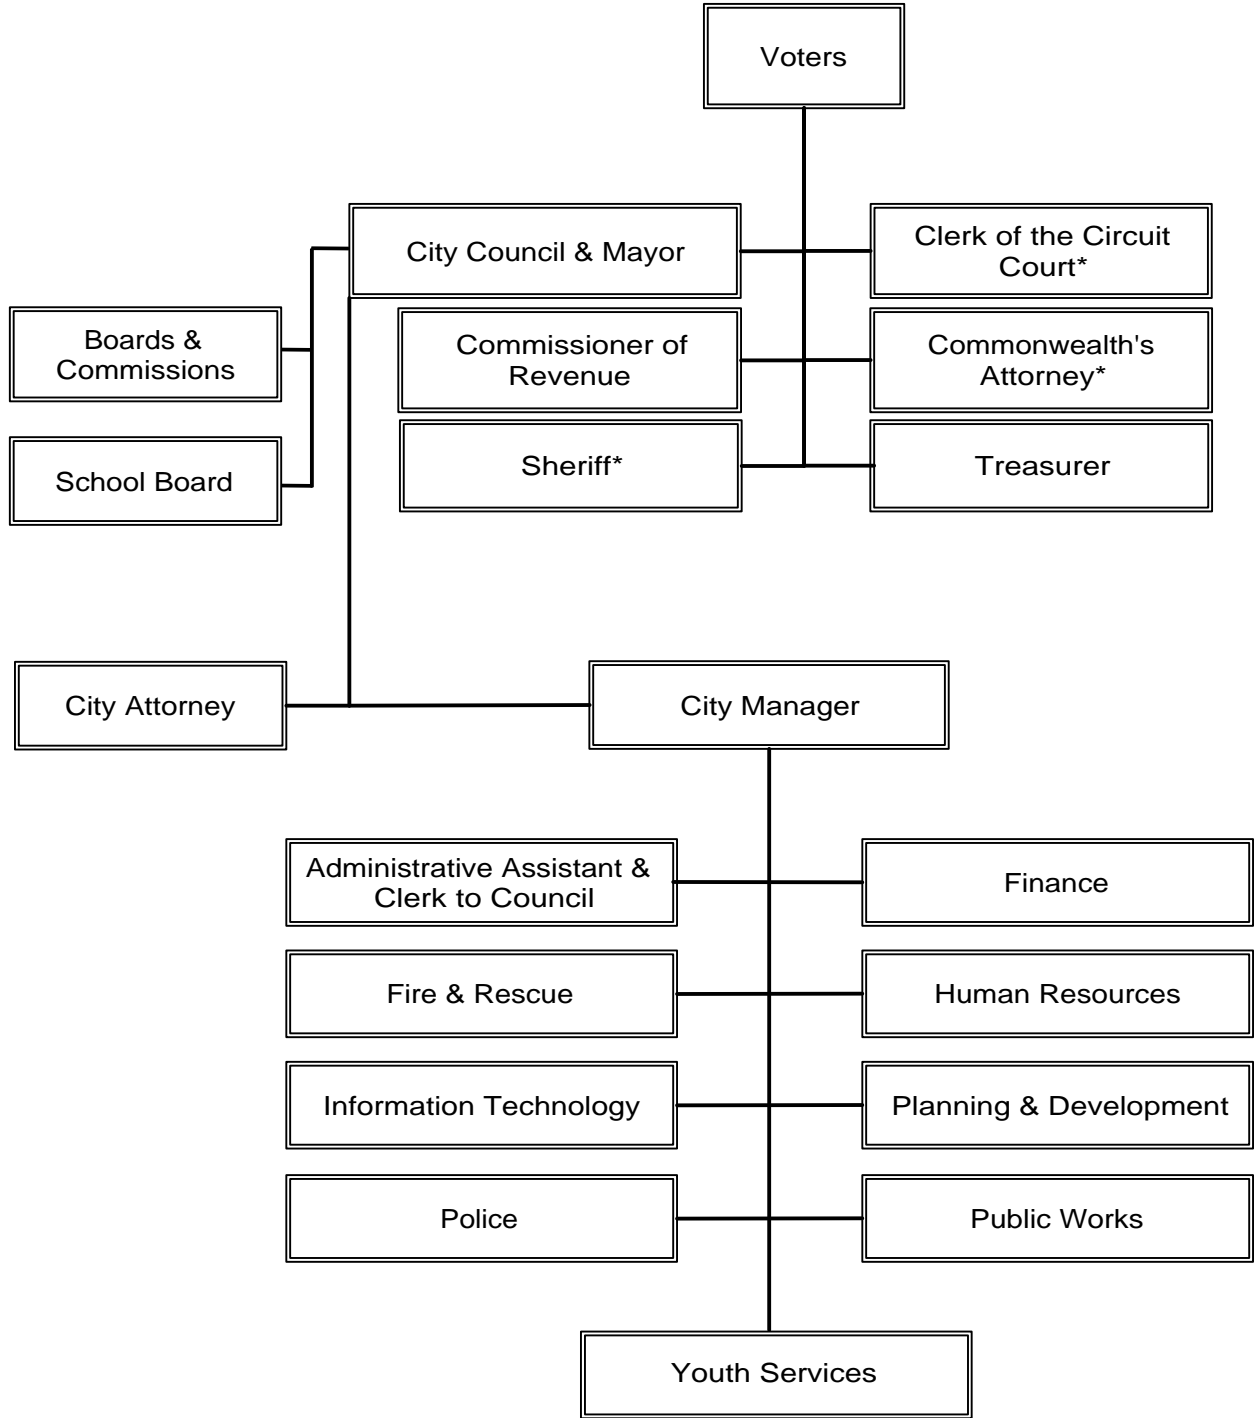 Voters
City Council & Mayor
Clerk of the Circuit
Court*
Boards &
Commissions
Commissioner of
Revenue
Commonwealth's
Attorney*
School Board
Sheriff*
Treasurer
City Attorney
City Manager
Administrative Assistant &
Clerk to Council
Finance
Fire & Rescue
Human Resources
Information Technology
Planning & Development
Police
Public Works
Youth Services